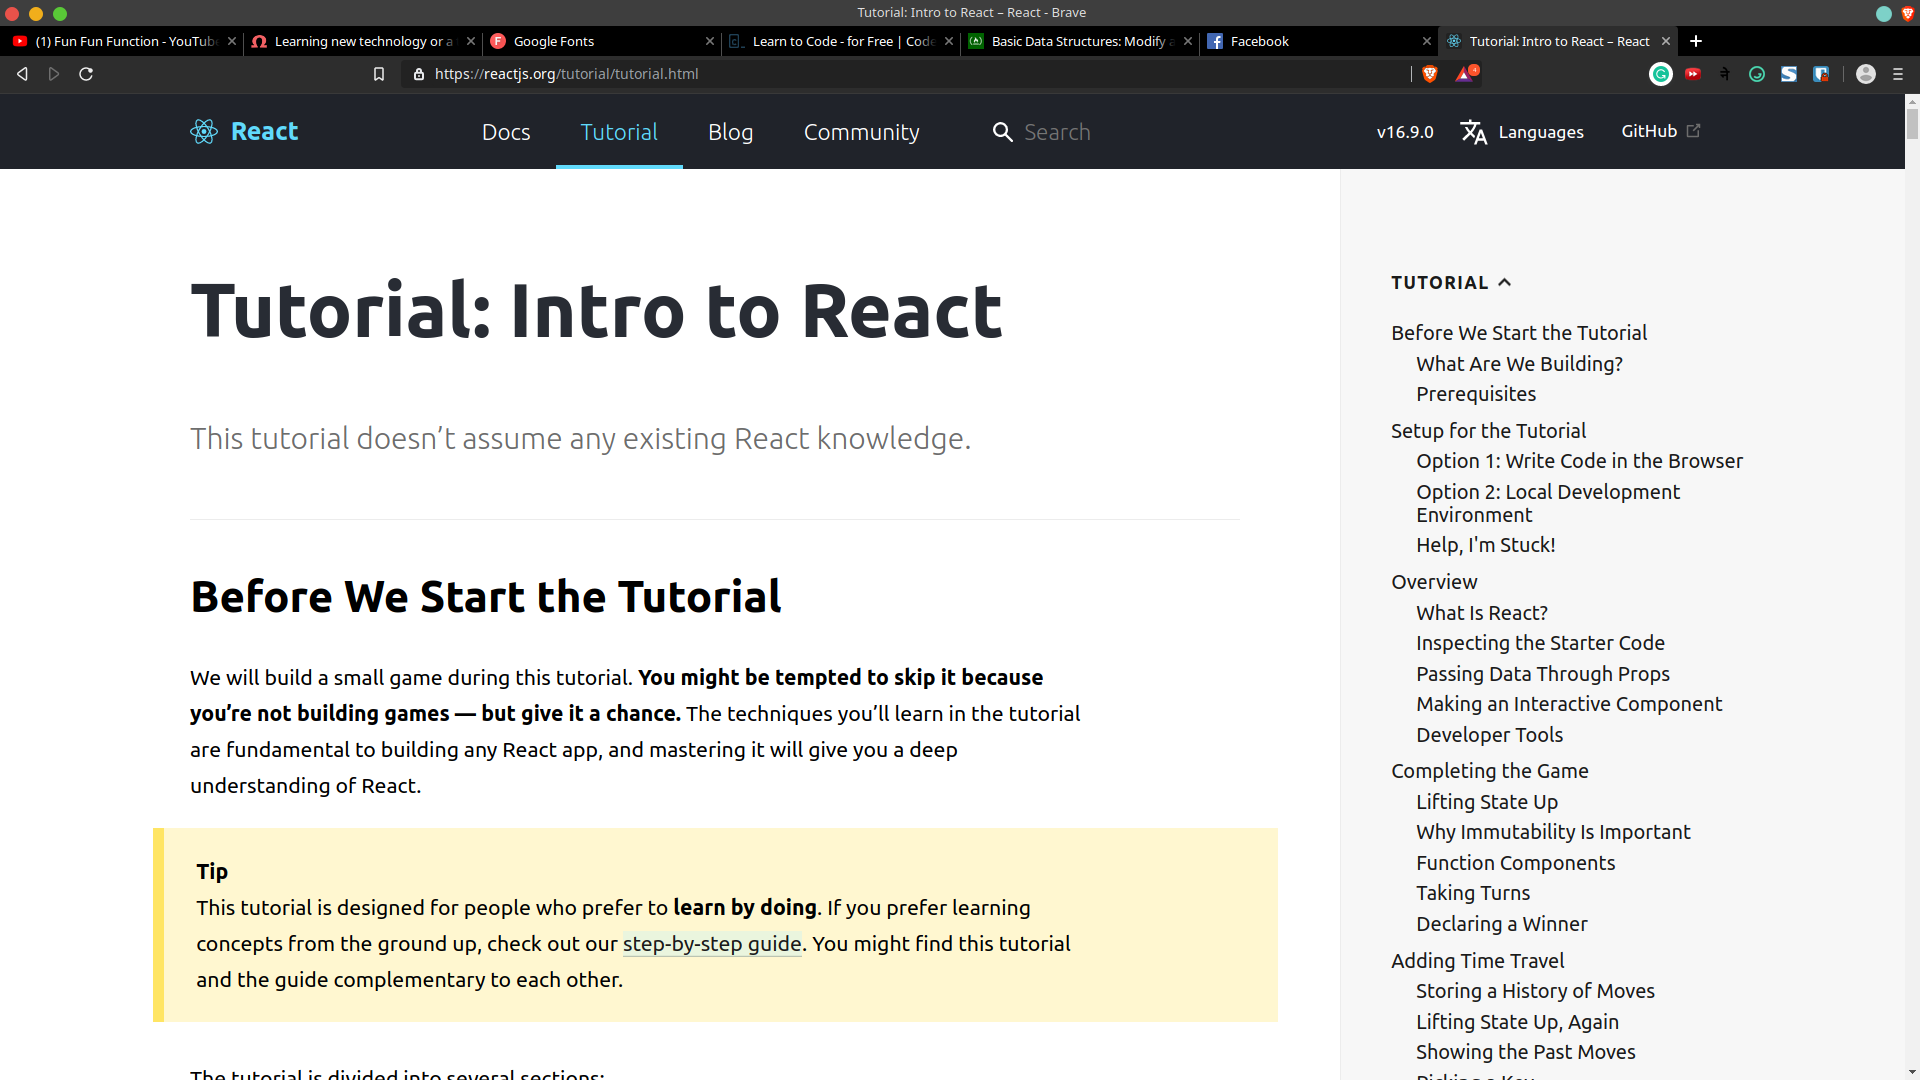 Tutorial: Intro to React – React - Brave
(1) Fun Fun Function - YouTube
Learning new technology or a
Google Fonts
Learn to Code - for Free | Code
Basic Data Structures: Modify a
Facebook
Tutorial: Intro to React – React
https://reactjs.org/tutorial/tutorial.html
React
Docs
Tutorial
Blog
Community
Search
v16.9.0
Languages
GitHub
Tutorial: Intro to React
This tutorial doesn’t assume any existing React knowledge.
Before We Start the Tutorial
We will build a small game during this tutorial. You might be tempted to skip it because
you’re not building games — but give it a chance. The techniques you’ll learn in the tutorial
are fundamental to building any React app, and mastering it will give you a deep
understanding of React.
Tip
This tutorial is designed for people who prefer to learn by doing. If you prefer learning
concepts from the ground up, check out our step-by-step guide. You might find this tutorial
and the guide complementary to each other.
The tutorial is divided into several sections:
TUTORIAL
Before We Start the Tutorial
What Are We Building?
Prerequisites
Setup for the Tutorial
Option 1: Write Code in the Browser
Option 2: Local Development
Environment
Help, I'm Stuck!
Overview
What Is React?
Inspecting the Starter Code
Passing Data Through Props
Making an Interactive Component
Developer Tools
Completing the Game
Lifting State Up
Why Immutability Is Important
Function Components
Taking Turns
Declaring a Winner
Adding Time Travel
Storing a History of Moves
Lifting State Up, Again
Showing the Past Moves
Picking a Key